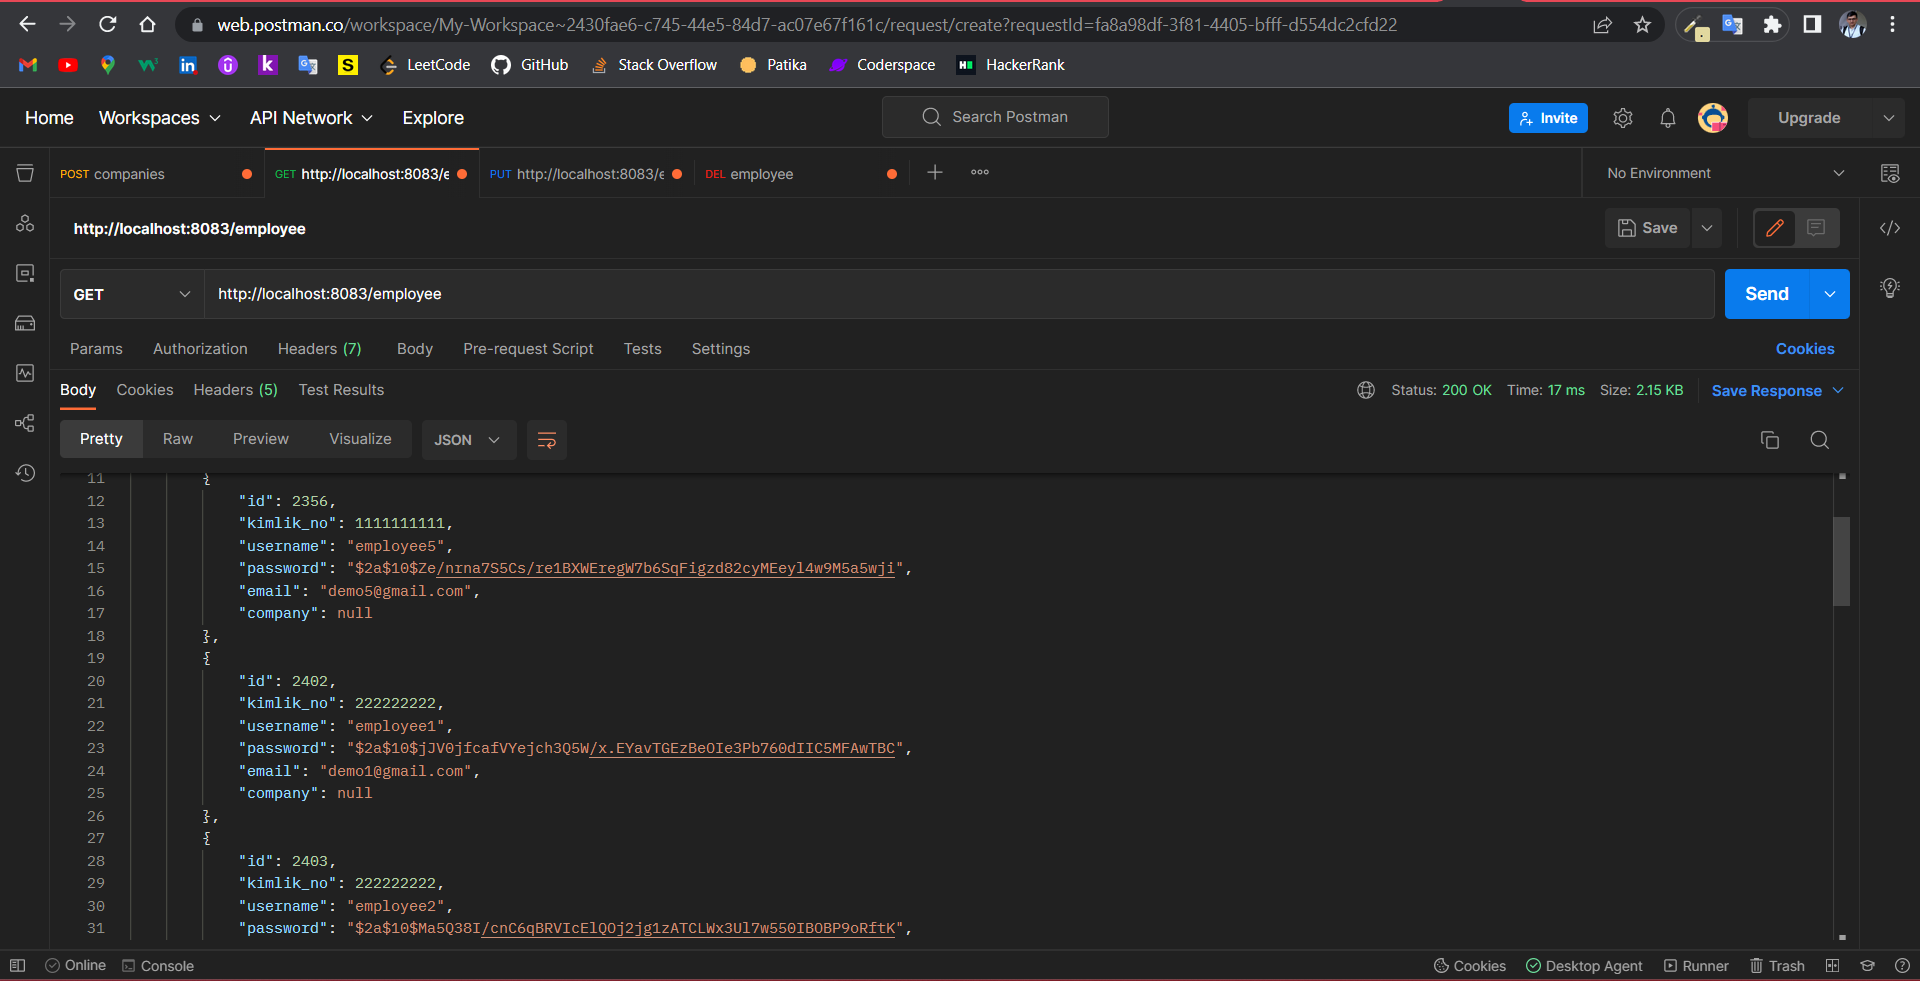 web.postman.co/workspace/My-Workspace~2430fae6-c745-44e5-84d7-ac07e67f161c/request/create?requestId=fa8a98df-3f81-4405-bfff-d554dc2cfd22
LeetCode GitHub Stack Overflow Patika Coderspace HackerRank
Home Workspaces API Network Explore Search Postman Invite Upgrade
POST companies GET http://localhost:8083/e PUT http://localhost:8083/e DEL employee No Environment
http://localhost:8083/employee Save
GET http://localhost:8083/employee Send
Params Authorization Headers (7) Body Pre-request Script Tests Settings Cookies
Body Cookies Headers (5) Test Results Status: 200 OK Time: 17 ms Size: 2.15 KB Save Response
Pretty Raw Preview Visualize JSON
11 {
12 "id": 2356,
13 "kimlik_no": 1111111111,
14 "username": "employee5",
15 "password": "$2a$10$Ze/nrna7S5Cs/re1BXWEregW7b6SqFigzd82cyMEeyl4w9M5a5wji",
16 "email": "demo5@gmail.com",
17 "company": null
18 },
19 {
20 "id": 2402,
21 "kimlik_no": 222222222,
22 "username": "employee1",
23 "password": "$2a$10$jJV0jfcafVYejch3Q5W/x.EYavTGEzBeOIe3Pb760dIIC5MFAwTBC",
24 "email": "demo1@gmail.com",
25 "company": null
26 },
27 {
28 "id": 2403,
29 "kimlik_no": 222222222,
30 "username": "employee2",
31 "password": "$2a$10$Ma5Q38I/cnC6qBRVIcElQOj2jg1zATCLWx3Ul7w550IBOBP9oRftK",
Online Console Cookies Desktop Agent Runner Trash